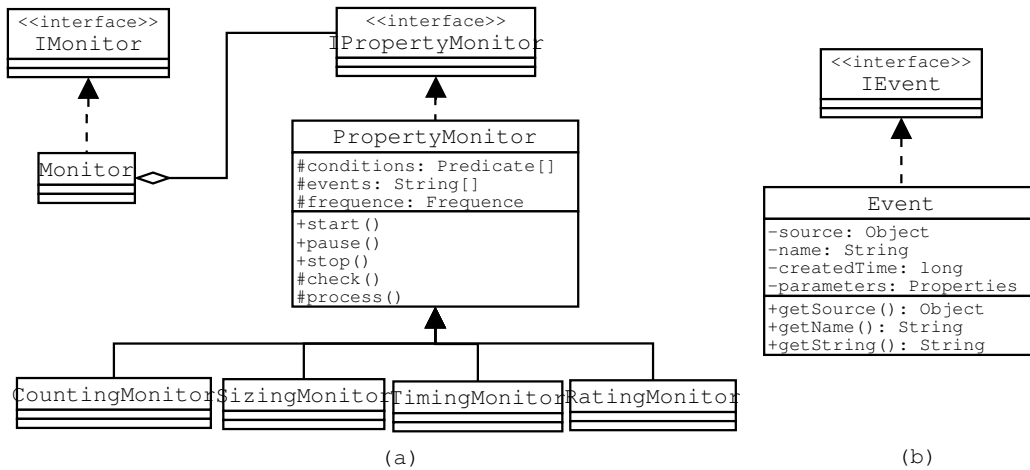 <<interface>>
IMonitor
<<interface>>
IPropertyMonitor
Monitor
PropertyMonitor
#conditions: Predicate[]
#events: String[]
#frequence: Frequence
+start()
+pause()
+stop()
#check()
#process()
CountingMonitor
SizingMonitor
TimingMonitor
RatingMonitor
(a)
<<interface>>
IEvent
Event
-source: Object
-name: String
-createdTime: long
-parameters: Properties
+getSource(): Object
+getName(): String
+getString(): String
(b)